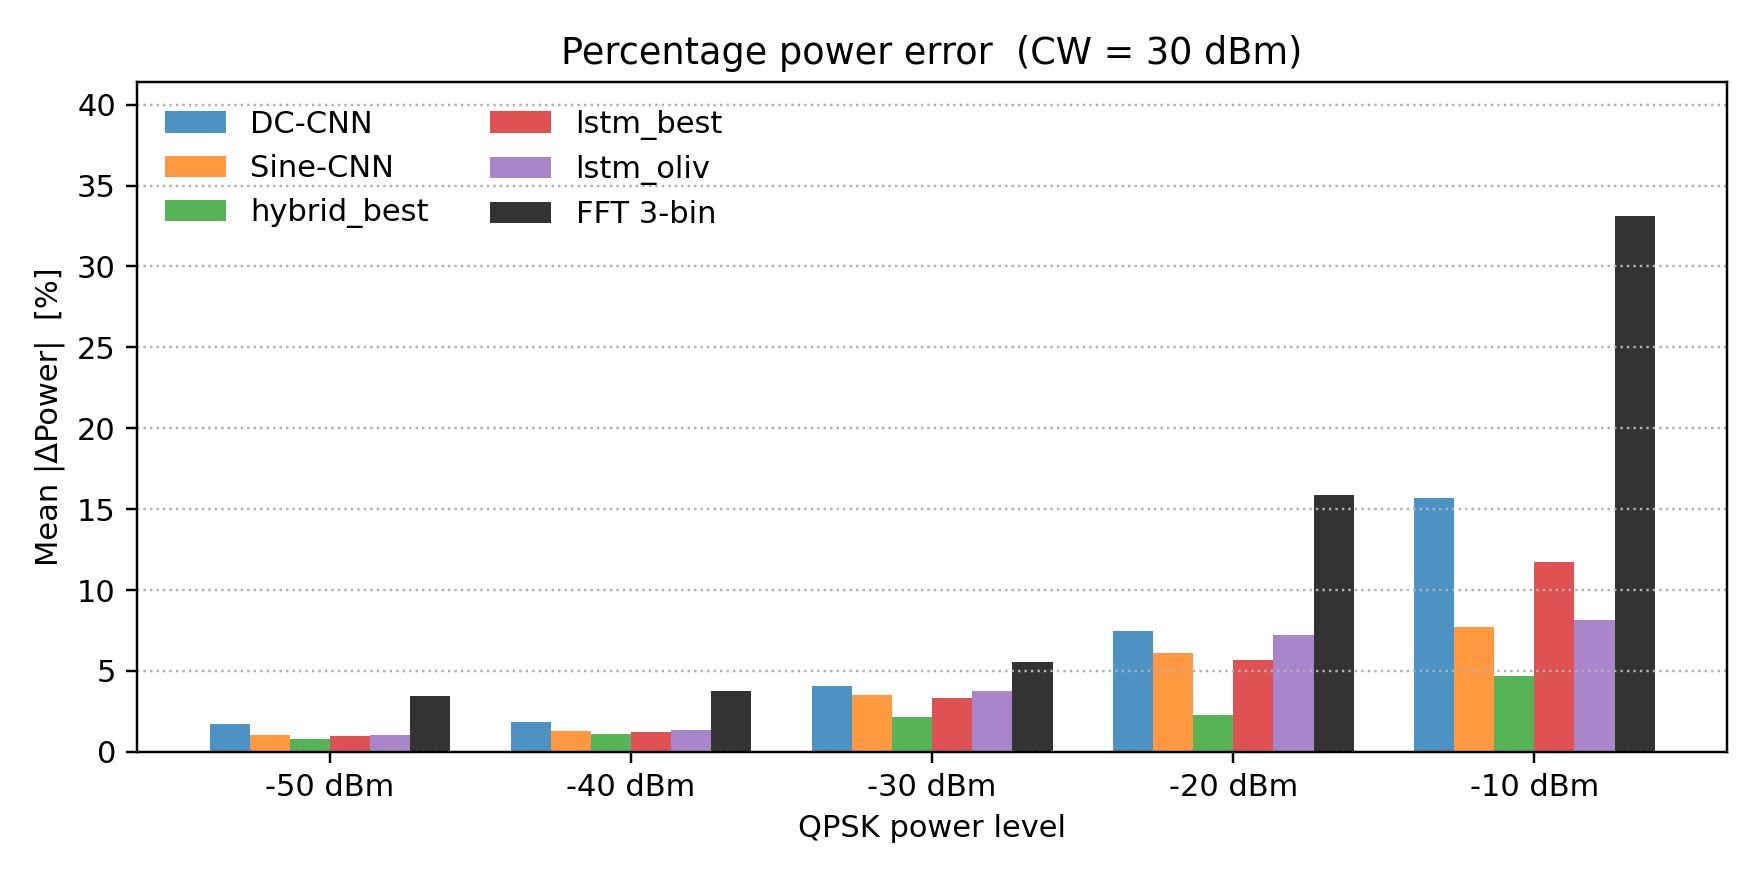 Percentage power error  (CW = 30 dBm)
DC-CNN
Sine-CNN
hybrid_best
lstm_best
lstm_oliv
FFT 3-bin
Mean |ΔPower|  [%]
40
35
30
25
20
15
10
5
0
-50 dBm
-40 dBm
-30 dBm
-20 dBm
-10 dBm
QPSK power level